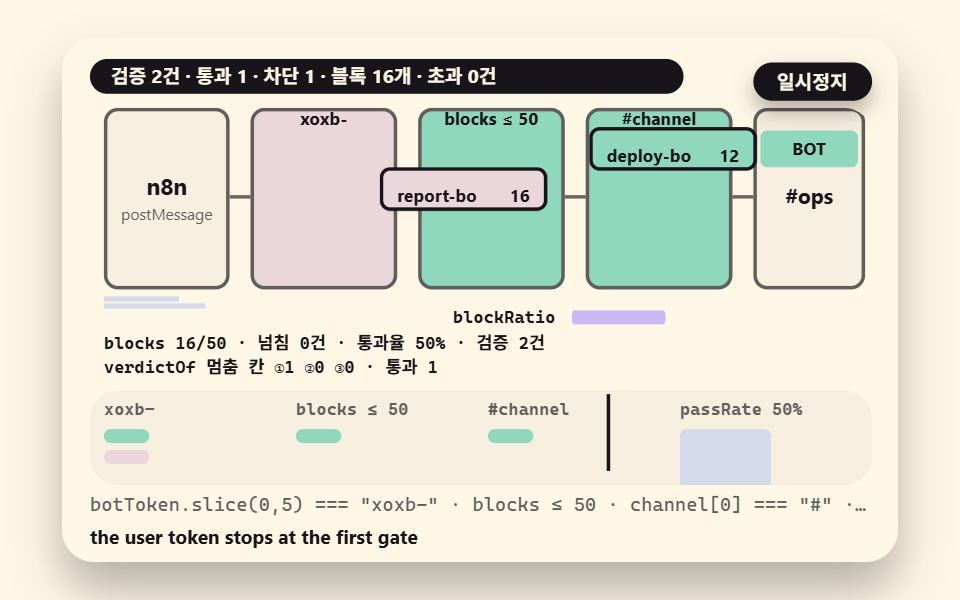 검증 2건 · 통과 1 · 차단 1 · 블록 16개 · 초과 0건
일시정지
n8n
postMessage
xoxb-
blocks ≤ 50
#channel
report-bo 16
deploy-bo 12
BOT
#ops
blockRatio
blocks 16/50 · 넘침 0건 · 통과율 50% · 검증 2건
verdictOf 멈춤 칸 ①1 ②0 ③0 · 통과 1
xoxb-
blocks ≤ 50
#channel
passRate 50%
botToken.slice(0,5) === "xoxb-" · blocks ≤ 50 · channel[0] === "#" ·…
the user token stops at the first gate